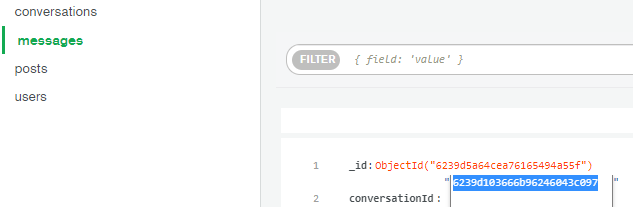 conversations
messages
posts
users
FILTER { field: 'value' }
1 _id: ObjectId("6239d5a64cea76165494a55f")
"6239d103666b96246043c097"
2 conversationId :